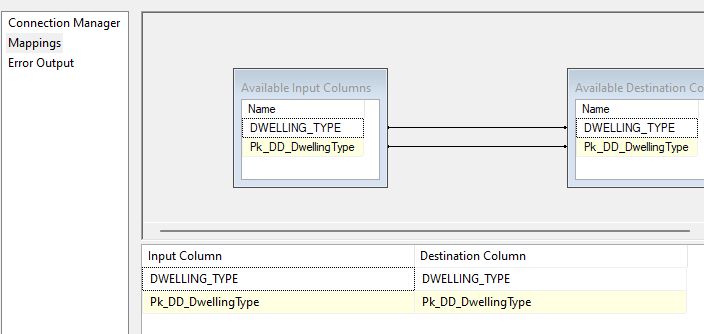 Connection Manager
Mappings
Error Output
Available Input Columns
Name
DWELLING_TYPE
Pk_DD_DwellingType
Available Destination Co
Name
DWELLING_TYPE
Pk_DD_DwellingType
Input Column Destination Column
DWELLING_TYPE DWELLING_TYPE
Pk_DD_DwellingType Pk_DD_DwellingType